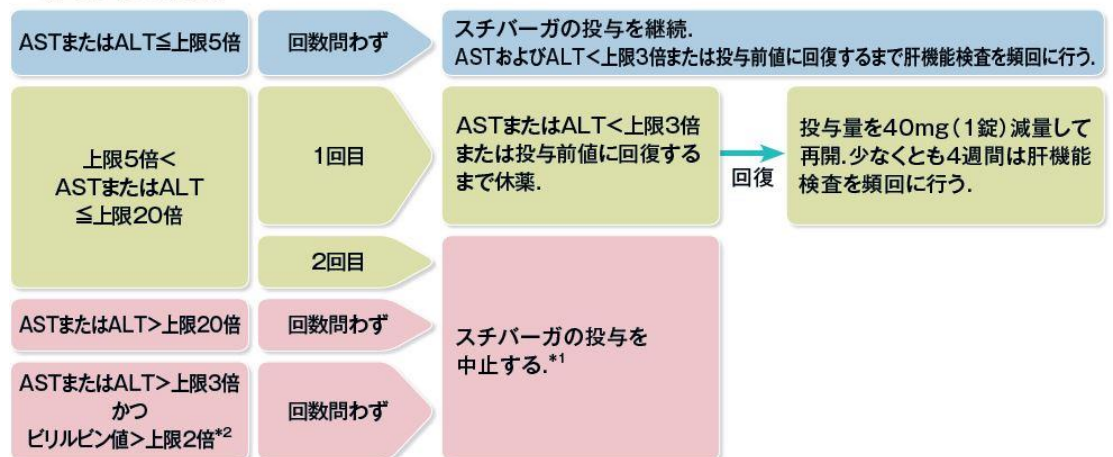 ASTまたはALT≦上限5倍
回数問わず
スチバーガの投与を継続.
ASTおよびALT<上限3倍または投与前値に回復するまで肝機能検査を頻回に行う.
上限5倍<
ASTまたはALT
≦上限20倍
1回目
ASTまたはALT<上限3倍
または投与前値に回復する
まで休薬.
回復
投与量を40mg(1錠)減量して
再開.少なくとも4週間は肝機能
検査を頻回に行う.
2回目
スチバーガの投与を
中止する.*1
ASTまたはALT>上限20倍
回数問わず
ASTまたはALT>上限3倍
かつ
ビリルビン値>上限2倍*2
回数問わず